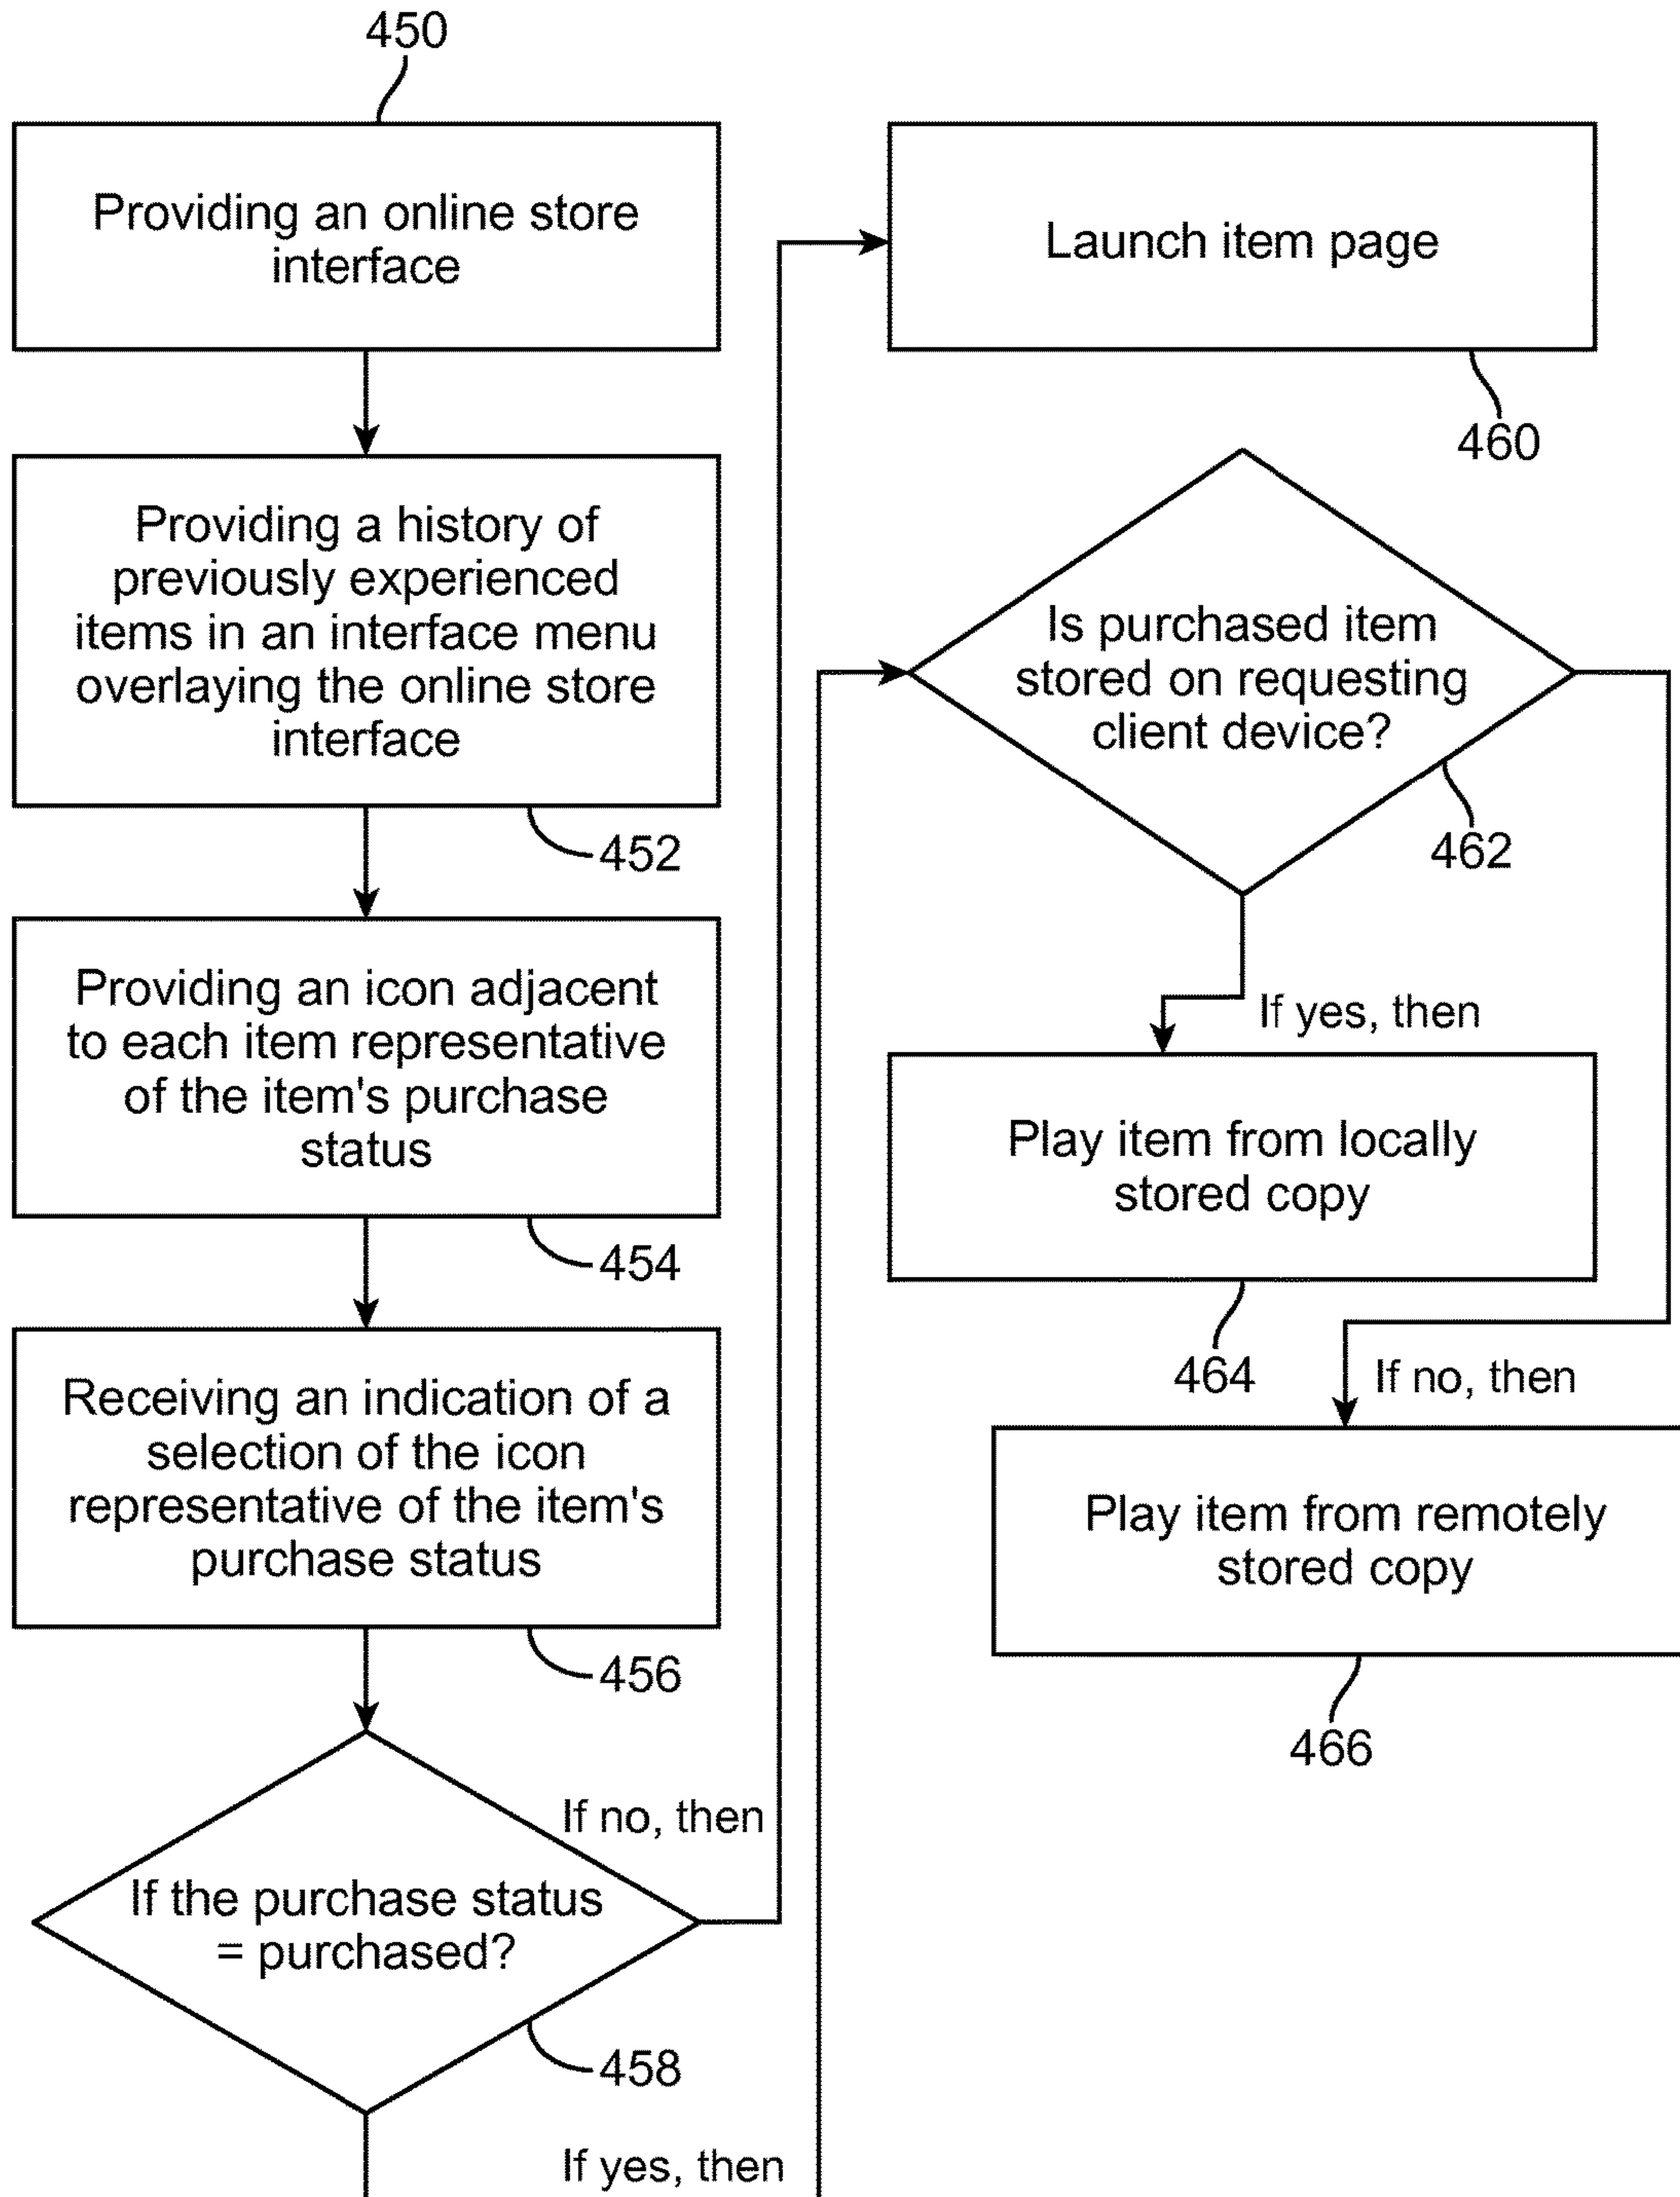 450
Providing an online store
interface
Providing a history of
previously experienced
items in an interface menu
overlaying the online store
interface
452
Providing an icon adjacent
to each item representative
of the item's purchase
status
454
Receiving an indication of a
selection of the icon
representative of the item's
purchase status
456
If no, then
If the purchase status
= purchased?
458
If yes, then
Launch item page
460
Is purchased item
stored on requesting
client device?
462
If yes, then
Play item from locally
stored copy
464
If no, then
Play item from remotely
stored copy
466